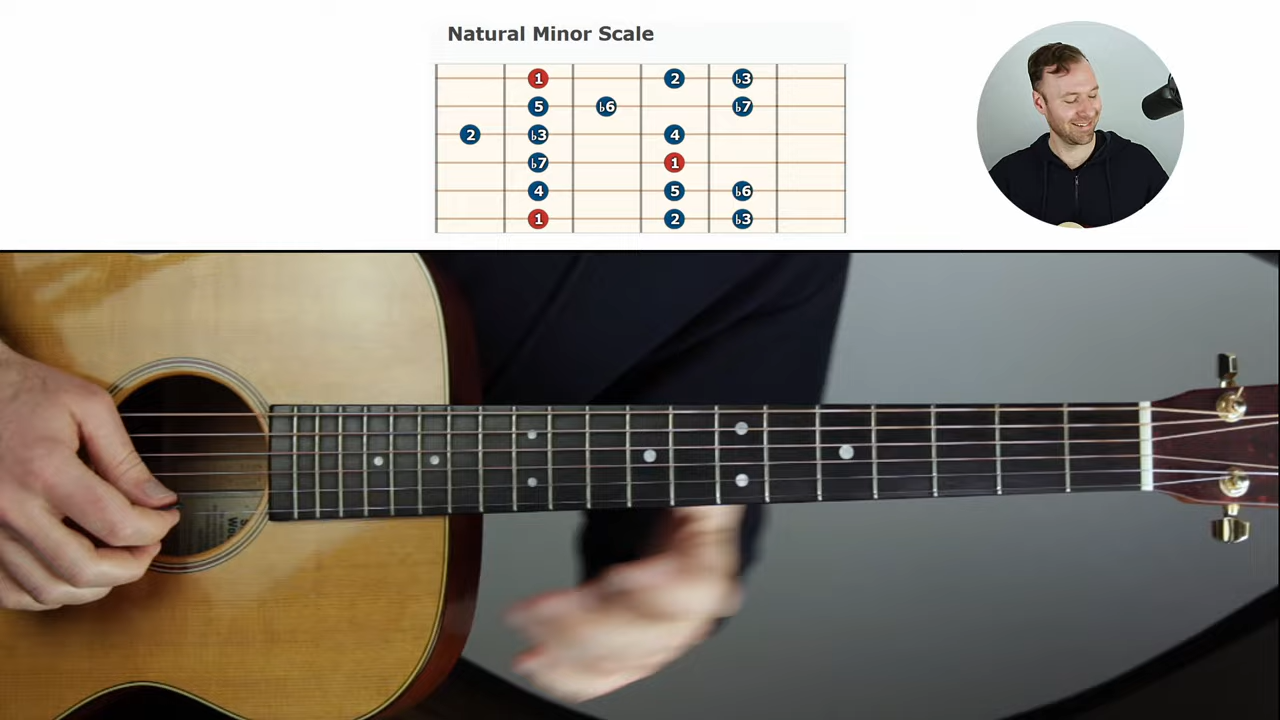 Natural Minor Scale
1 2 ♭3
5 ♭6 ♭7
2 ♭3 4
♭7 1
4 5 ♭6
1 2 ♭3